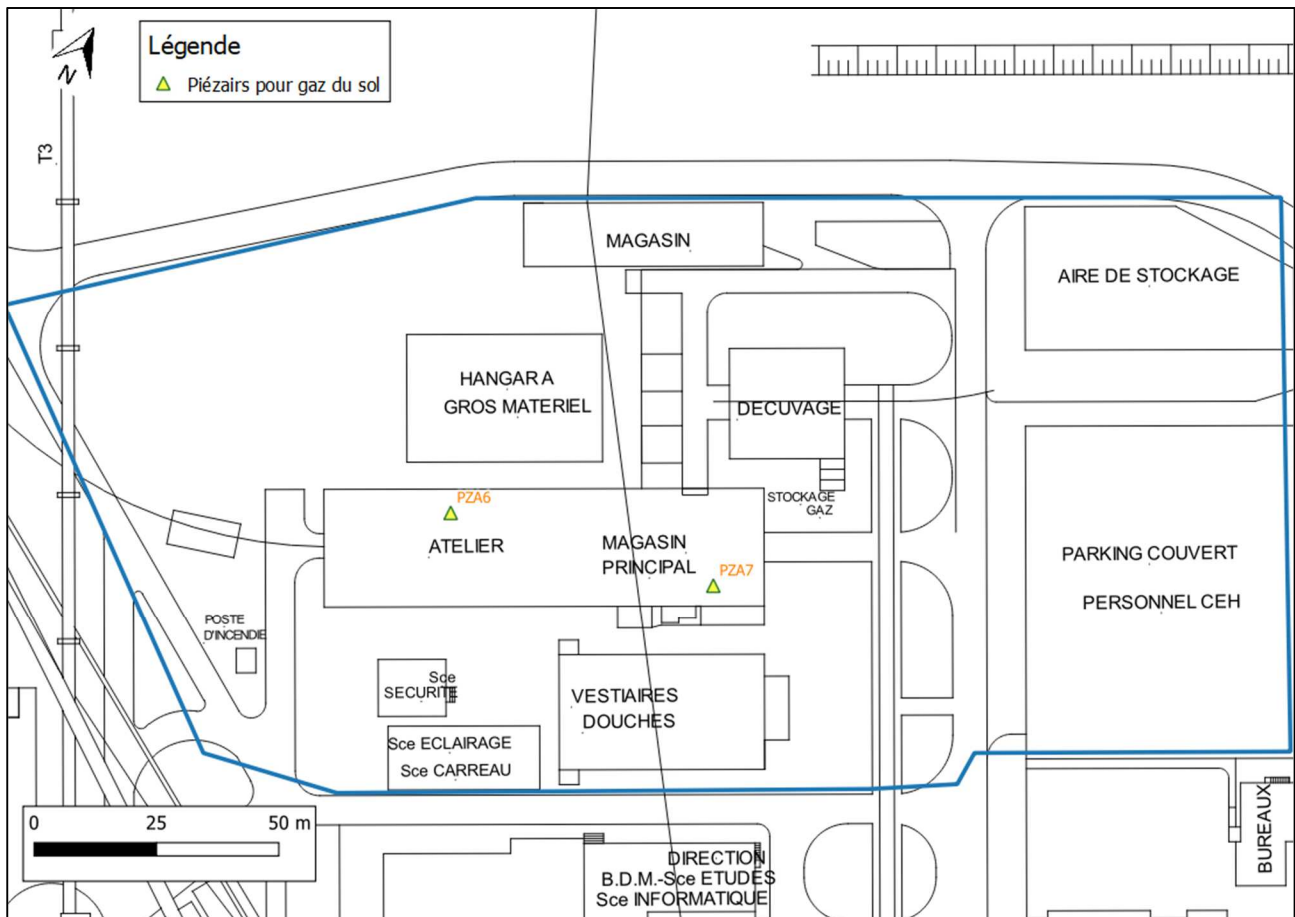 Légende
N
Piézairs pour gaz du sol
T3
MAGASIN
AIRE DE STOCKAGE
HANGAR A
GROS MATERIEL
DECUVAGE
PZA6
STOCKAGE
GAZ
ATELIER
MAGASIN
PRINCIPAL
PZA7
PARKING COUVERT
PERSONNEL CEH
POSTE
D'INCENDIE
Sce
SECURITE
VESTIAIRES
DOUCHES
Sce ECLAIRAGE
Sce CARREAU
0 25 50 m
BUREAUX
DIRECTION
B.D.M.-Sce ETUDES
Sce INFORMATIQUE